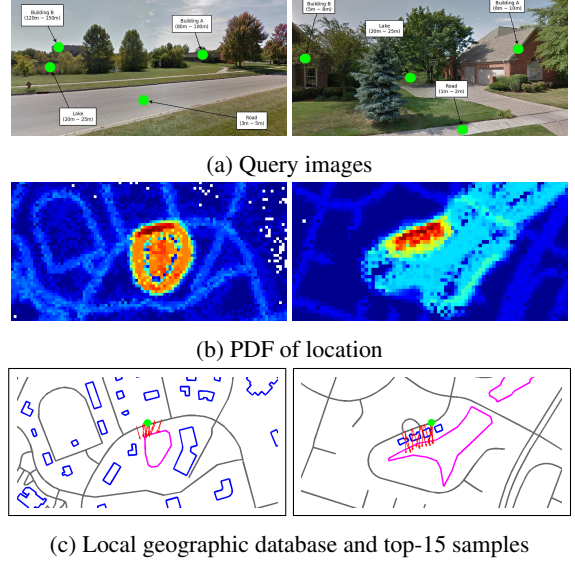 Building B
(120m ~ 150m)
Building A
(80m ~ 100m)
Lake
(20m ~ 25m)
Road
(3m ~ 5m)
Building B
(5m ~ 8m)
Lake
(20m ~ 25m)
Building A
(8m ~ 10m)
Road
(1m ~ 2m)
(a) Query images
(b) PDF of location
(c) Local geographic database and top-15 samples